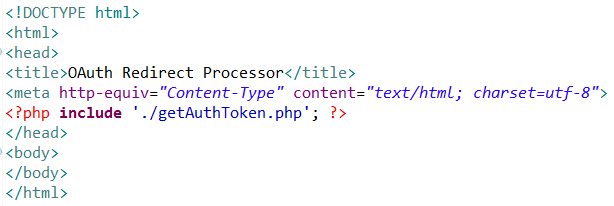 <!DOCTYPE html>
<html>
<head>
<title>OAuth Redirect Processor</title>
<meta http-equiv="Content-Type" content="text/html; charset=utf-8">
<?php include './getAuthToken.php'; ?>
</head>
<body>
</body>
</html>